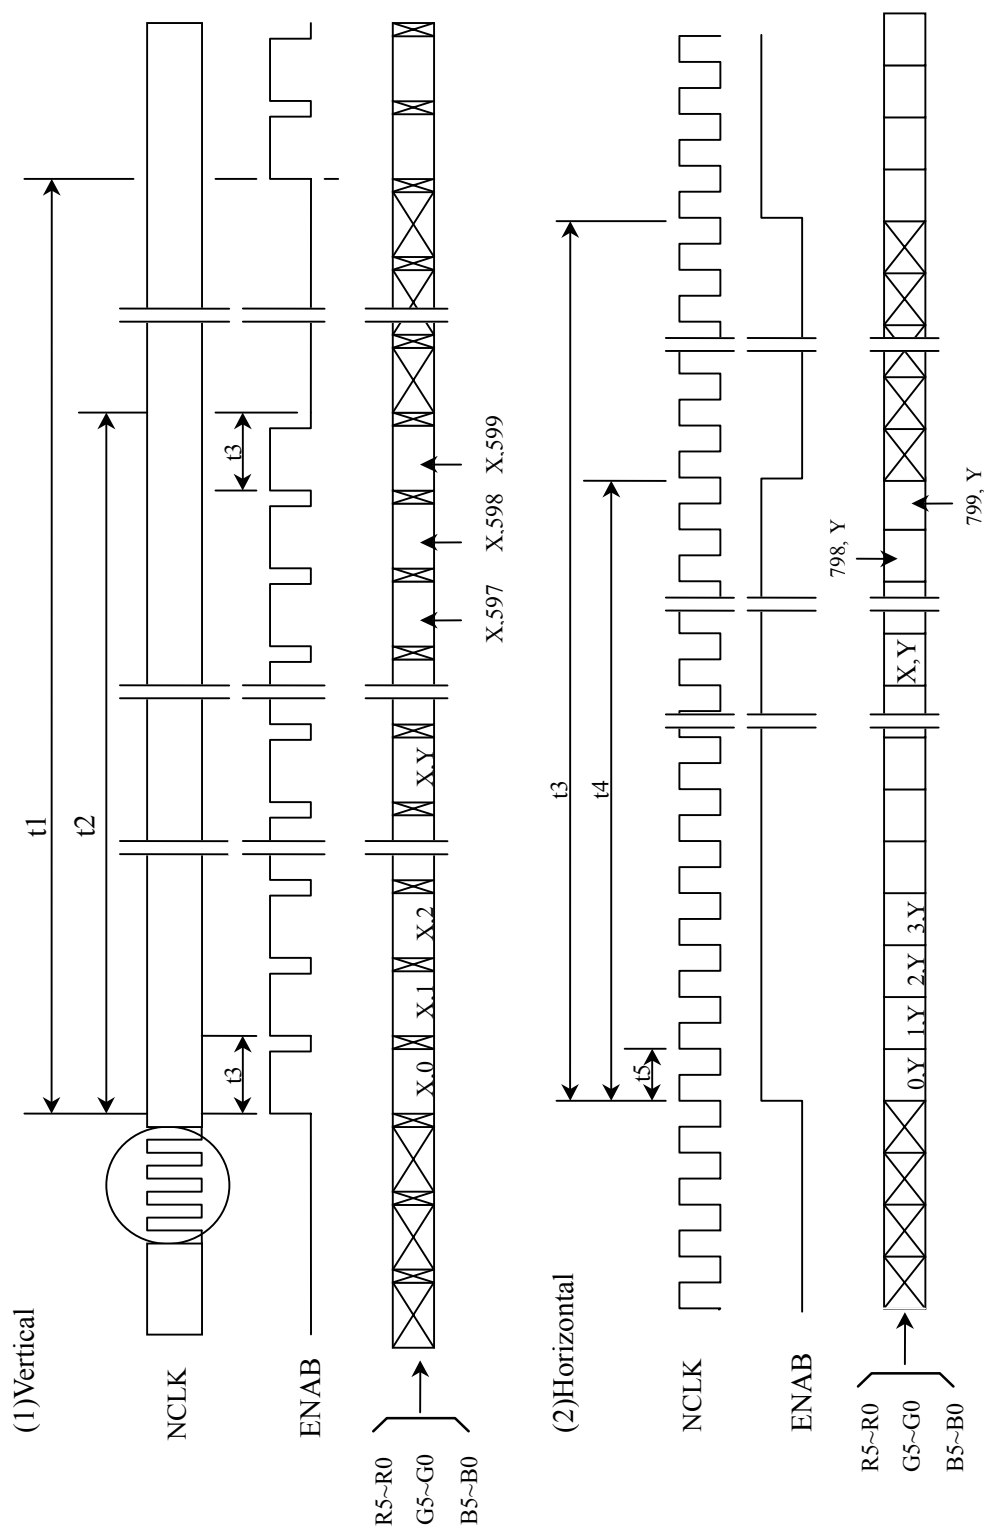 (1)Vertical
t1
t2
NCLK
t3
t3
ENAB
R5~R0
G5~G0
B5~B0
X.0
X.1
X.2
X.Y
X.597
X.598
X.599
(2)Horizontal
t3
t4
t5
NCLK
ENAB
R5~R0
G5~G0
B5~B0
0.Y
1.Y
2.Y
3.Y
X,Y
798, Y
799, Y